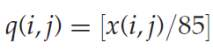 q(i,j) = [x(i,j)/85]